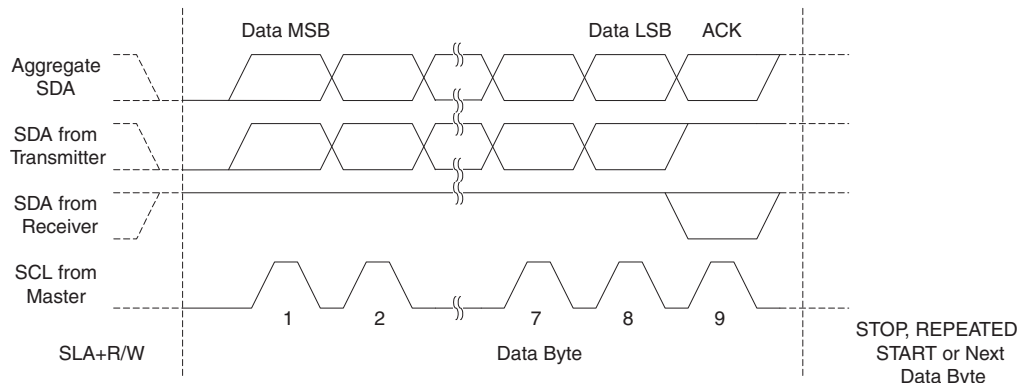 Data MSB
Data LSB
ACK
Aggregate
SDA
SDA from
Transmitter
SDA from
Receiver
SCL from
Master
1
2
7
8
9
SLA+R/W
Data Byte
STOP, REPEATED
START or Next
Data Byte